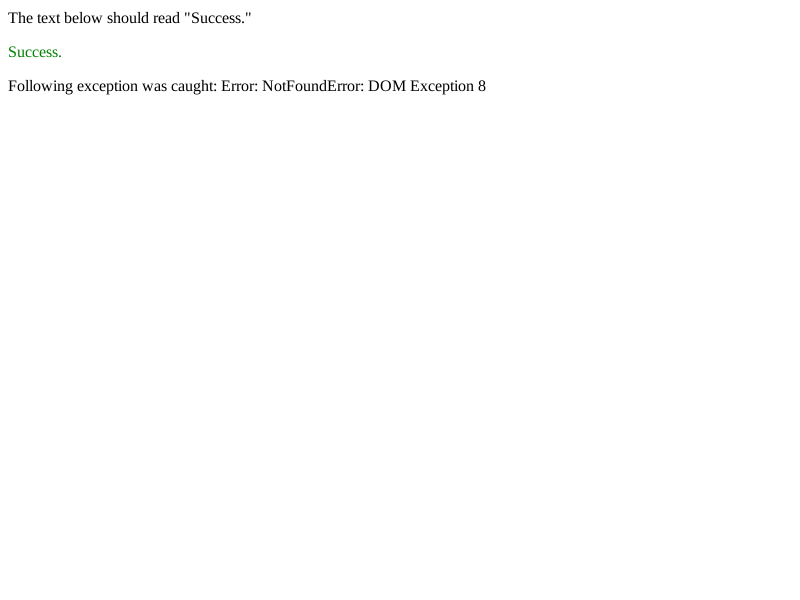 The text below should read "Success."
Success.
Following exception was caught: Error: NotFoundError: DOM Exception 8